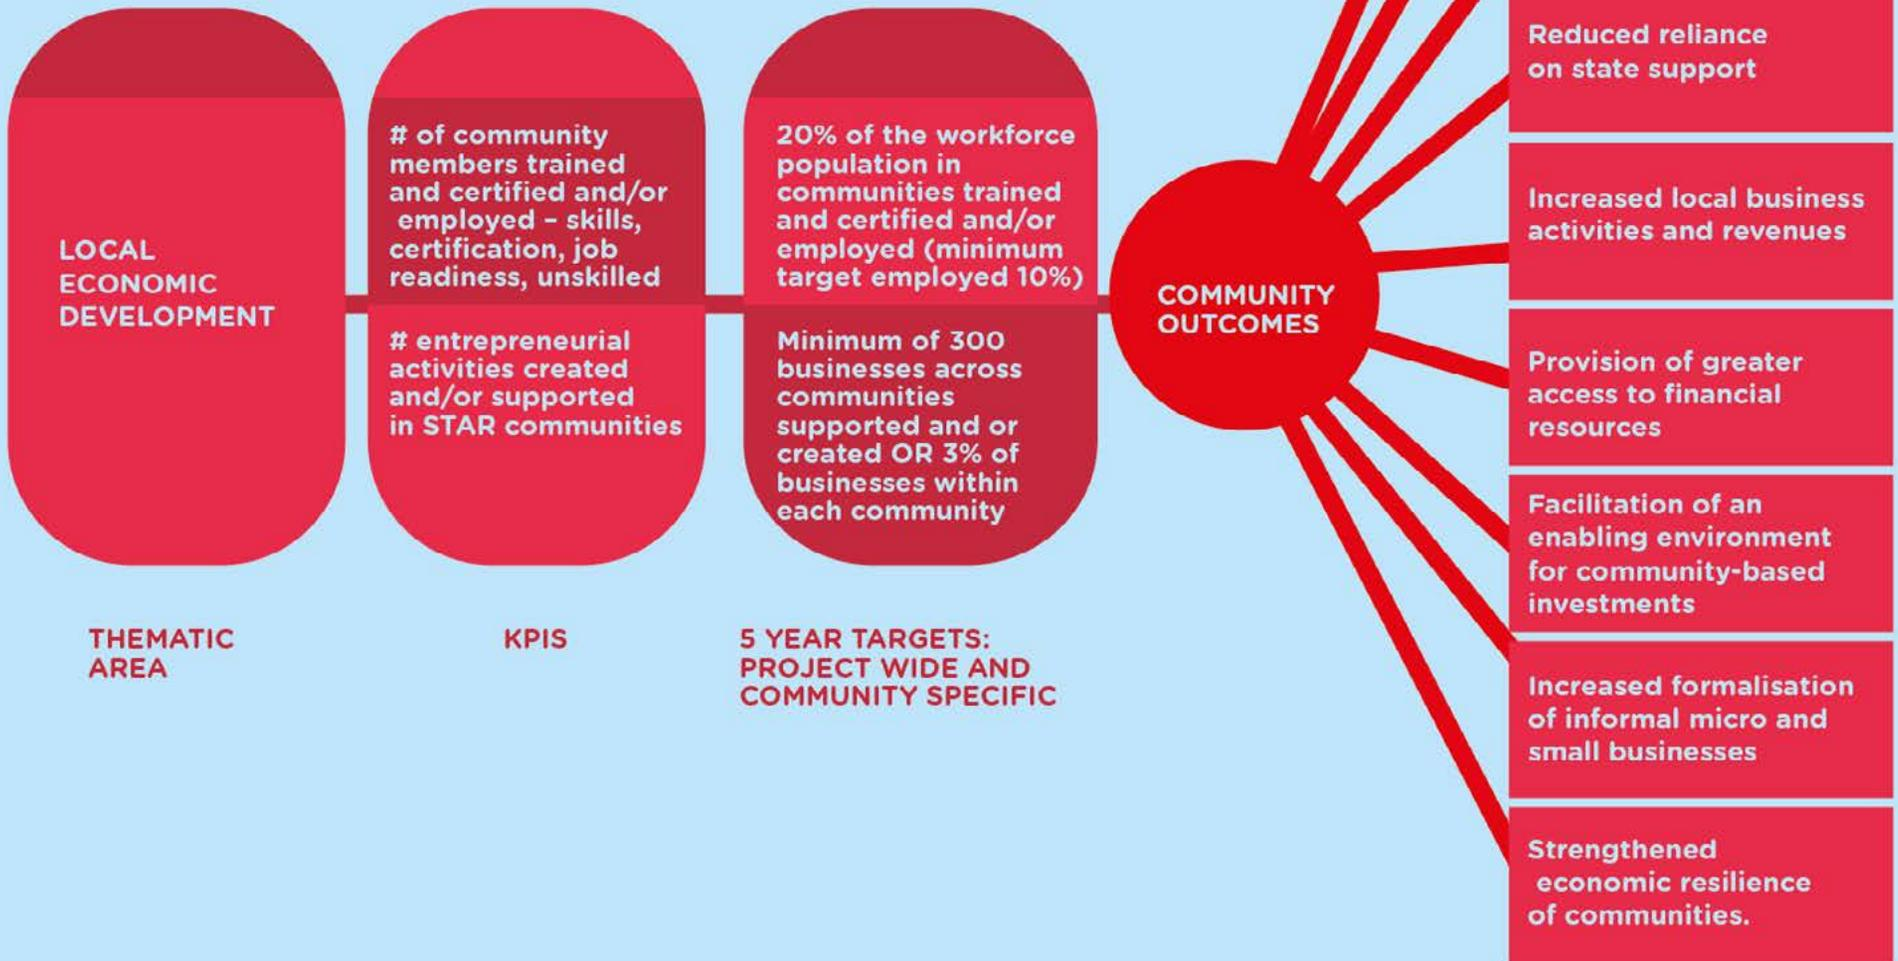 LOCAL
ECONOMIC
DEVELOPMENT
# of community
members trained
and certified and/or
employed – skills,
certification, job
readiness, unskilled
# entrepreneurial
activities created
and/or supported
in STAR communities
20% of the workforce
population in
communities trained
and certified and/or
employed (minimum
target employed 10%)
Minimum of 300
businesses across
communities
supported and or
created OR 3% of
businesses within
each community
COMMUNITY
OUTCOMES
Reduced reliance
on state support
Increased local business
activities and revenues
Provision of greater
access to financial
resources
Facilitation of an
enabling environment
for community-based
investments
Increased formalisation
of informal micro and
small businesses
Strengthened
economic resilience
of communities.
THEMATIC
AREA
KPIS
5 YEAR TARGETS:
PROJECT WIDE AND
COMMUNITY SPECIFIC